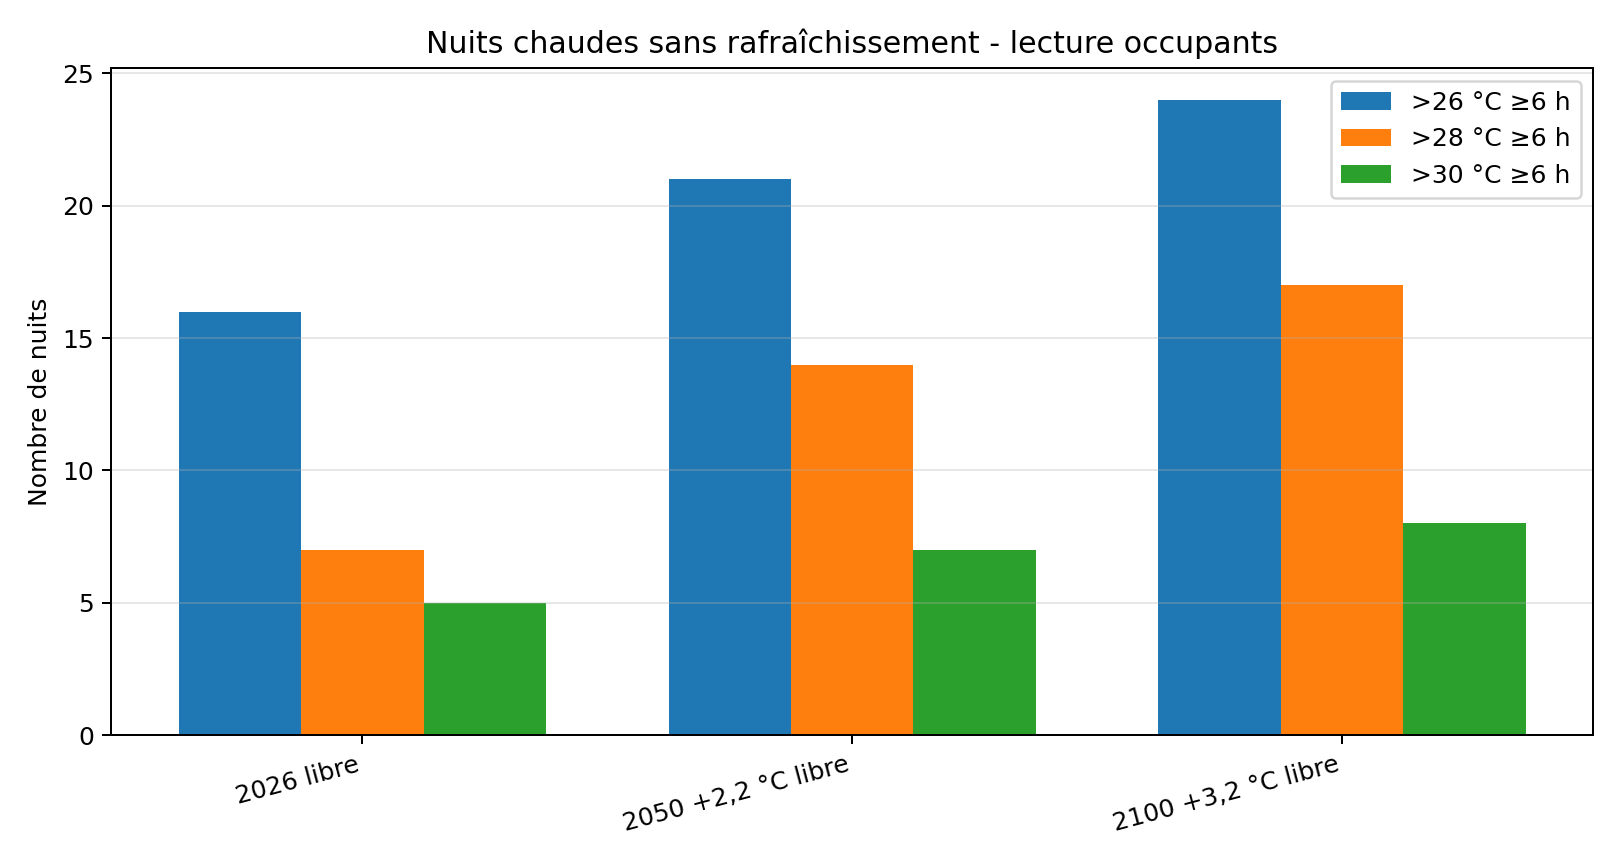 Nuits chaudes sans rafraîchissement - lecture occupants
>26 °C ≥6 h
>28 °C ≥6 h
>30 °C ≥6 h
Nombre de nuits
25
20
15
10
5
0
2026 libre
2050 +2,2 °C libre
2100 +3,2 °C libre